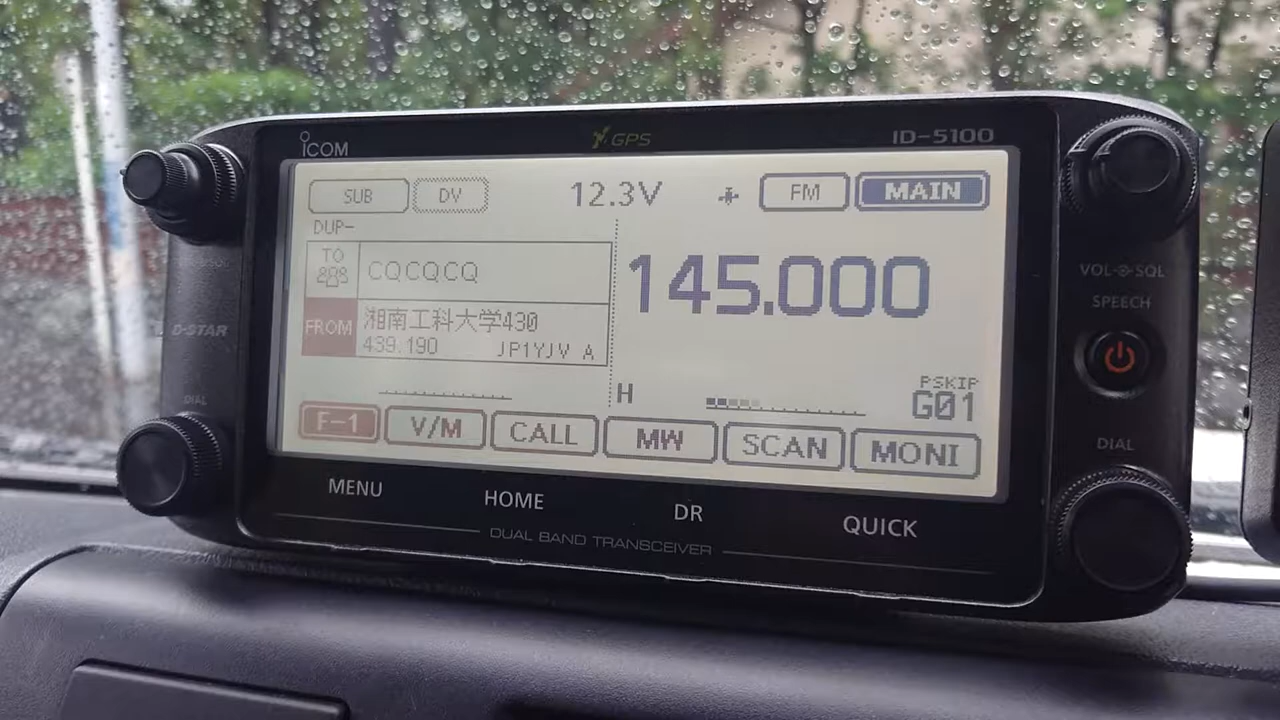 ICOM
GPS
ID-5100
SUB DV 12.3V FM MAIN
DUP-
TO CQCQCQ
145.000
FROM 湘南工科大学430
439.190 JP1YJV A
H
PSKIP
G01
F-1 V/M CALL MW SCAN MONI
D-STAR
DIAL
VOL SQL
SPEECH
DIAL
MENU HOME DR QUICK
DUAL BAND TRANSCEIVER